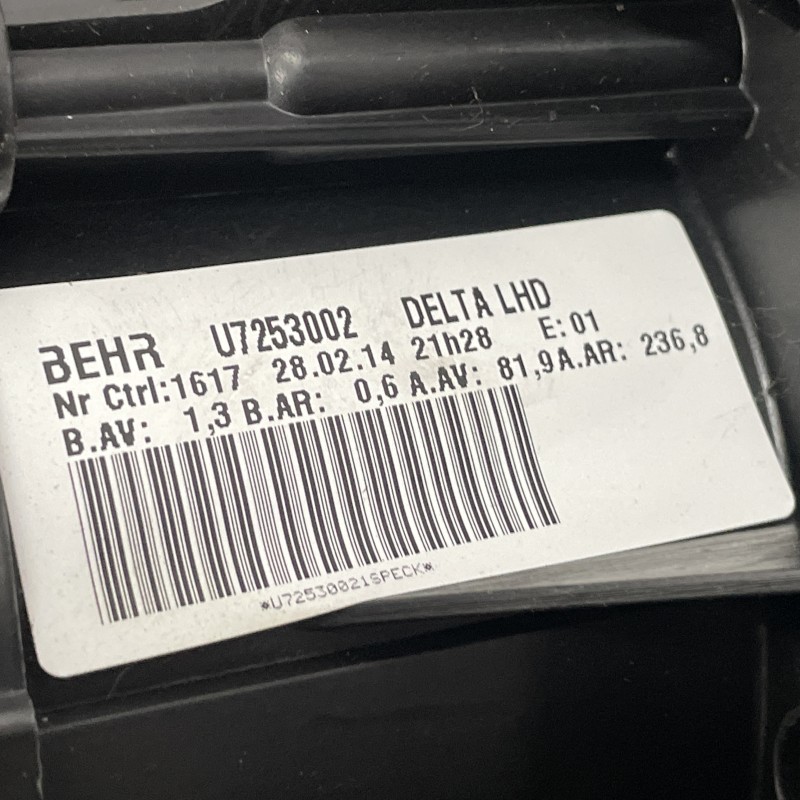 BEHR U7253002 DELTA LHD
Nr Ctrl:1617 28.02.14 21h28 E:01
B.AV: 1,3 B.AR: 0,6 A.AV: 81,9A.AR: 236,8
*U72530021SPECK*